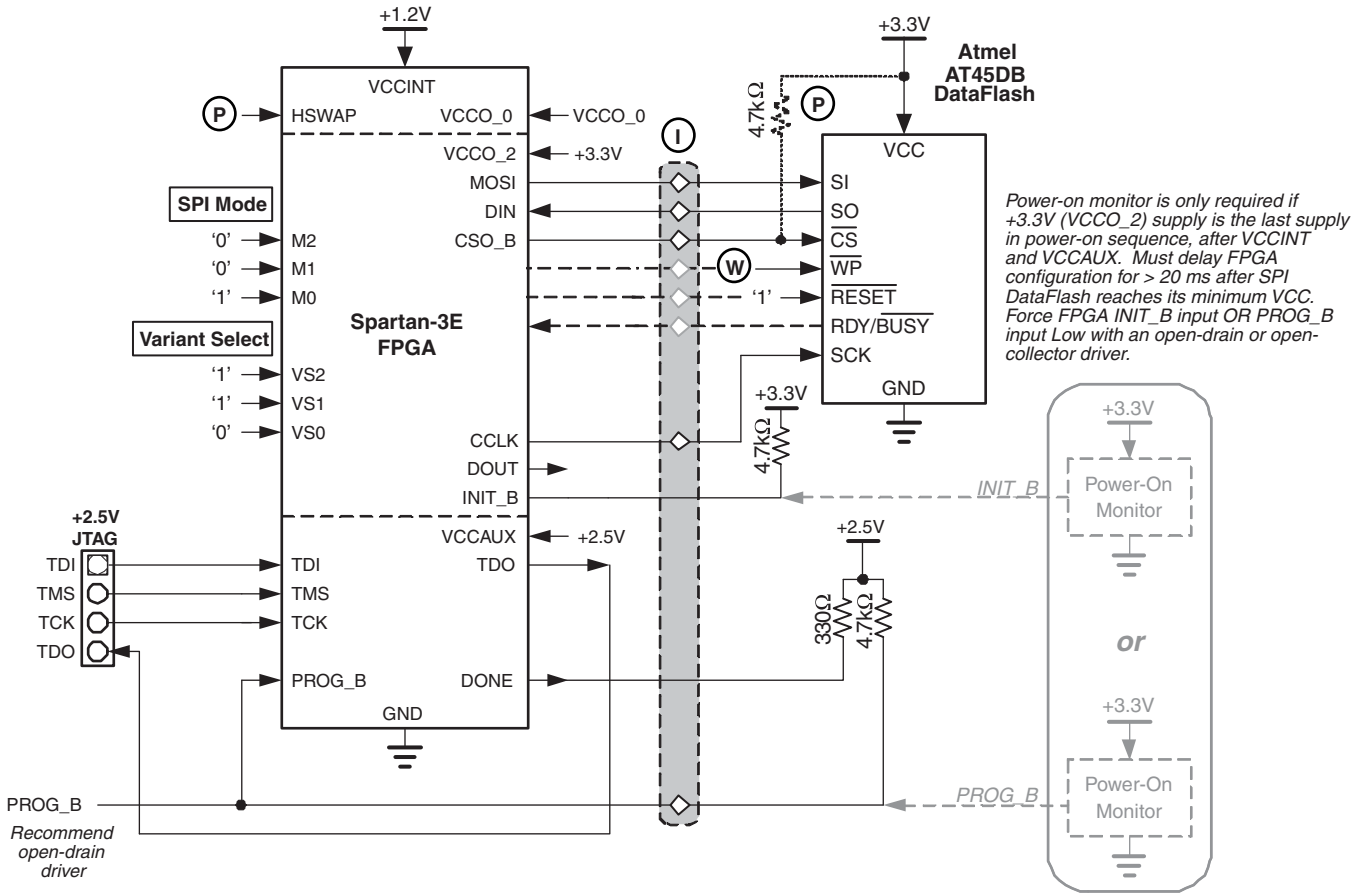 +1.2V
VCCINT
P
HSWAP
VCCO_0
VCCO_0
VCCO_2
+3.3V
MOSI
DIN
CSO_B
SPI Mode
'0'
M2
'0'
M1
'1'
M0
Spartan-3E
FPGA
Variant Select
'1'
VS2
'1'
VS1
'0'
VS0
CCLK
DOUT
INIT_B
VCCAUX
+2.5V
TDO
+2.5V
JTAG
TDI
TMS
TCK
TDO
TDI
TMS
TCK
PROG_B
DONE
GND
PROG_B
Recommend
open-drain
driver
I
W
'1'
+3.3V
4.7kΩ
P
Atmel
AT45DB
DataFlash
VCC
SI
SO
CS
WP
RESET
RDY/BUSY
SCK
GND
+3.3V
4.7kΩ
+2.5V
330Ω
4.7kΩ
Power-on monitor is only required if
+3.3V (VCCO_2) supply is the last supply
in power-on sequence, after VCCINT
and VCCAUX. Must delay FPGA
configuration for > 20 ms after SPI
DataFlash reaches its minimum VCC.
Force FPGA INIT_B input OR PROG_B
input Low with an open-drain or open-
collector driver.
INIT_B
+3.3V
Power-On
Monitor
or
PROG_B
+3.3V
Power-On
Monitor